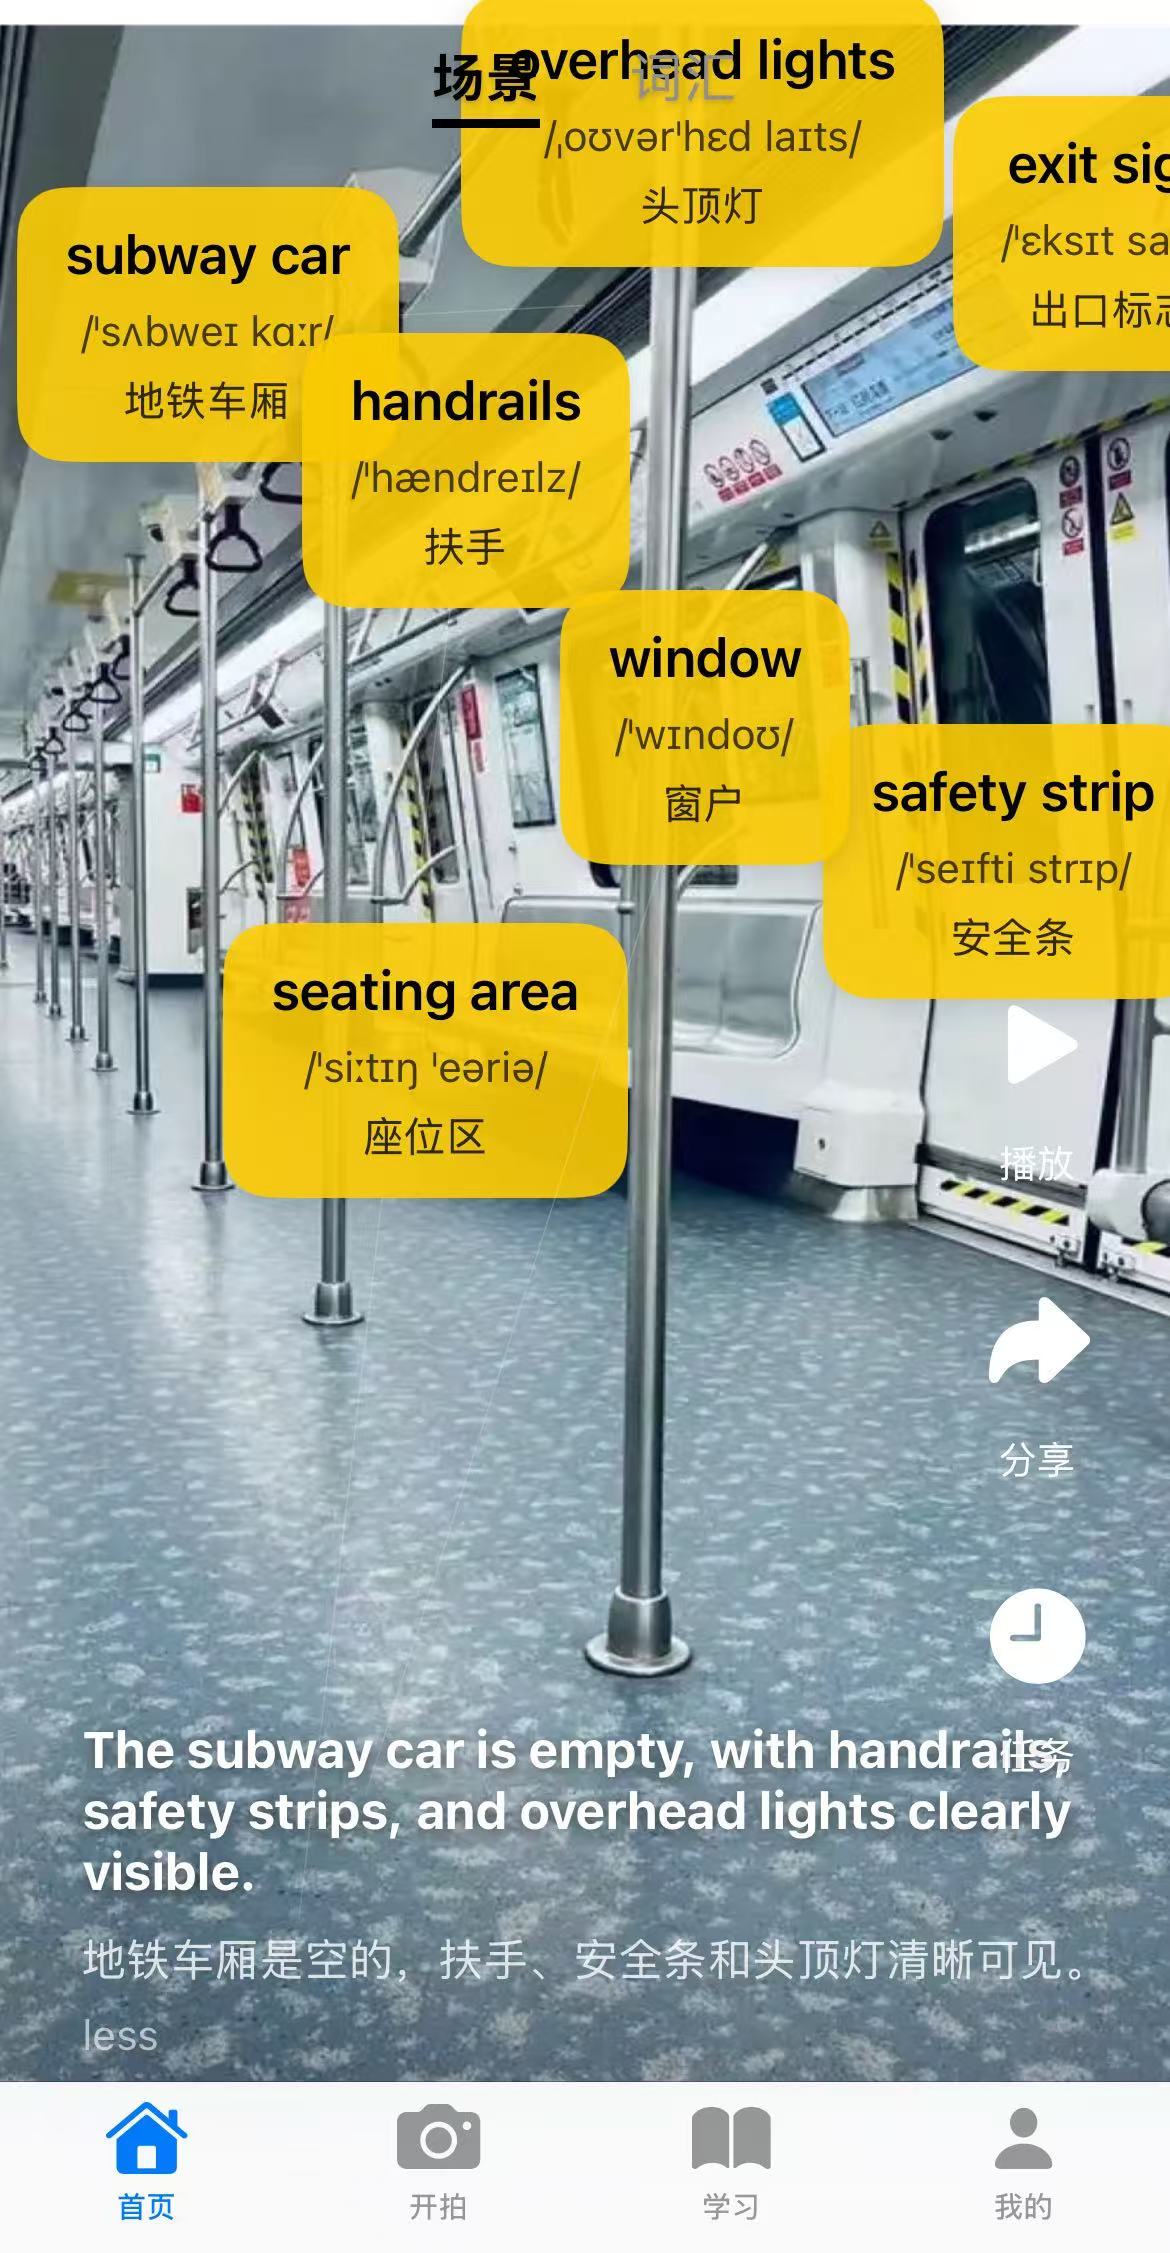 场景
词汇
overhead lights
/ˌoʊvərˈhɛd laɪts/
头顶灯
exit sig
/ˈɛksɪt sa
出口标志
subway car
/ˈsʌbweɪ kɑːr/
地铁车厢
handrails
/ˈhændreɪlz/
扶手
window
/ˈwɪndoʊ/
窗户
safety strip
/ˈseɪfti strɪp/
安全条
seating area
/ˈsiːtɪŋ ˈeəriə/
座位区
播放
分享
任务
The subway car is empty, with handrails,
safety strips, and overhead lights clearly
visible.
地铁车厢是空的，扶手、安全条和头顶灯清晰可见。
less
首页
开拍
学习
我的